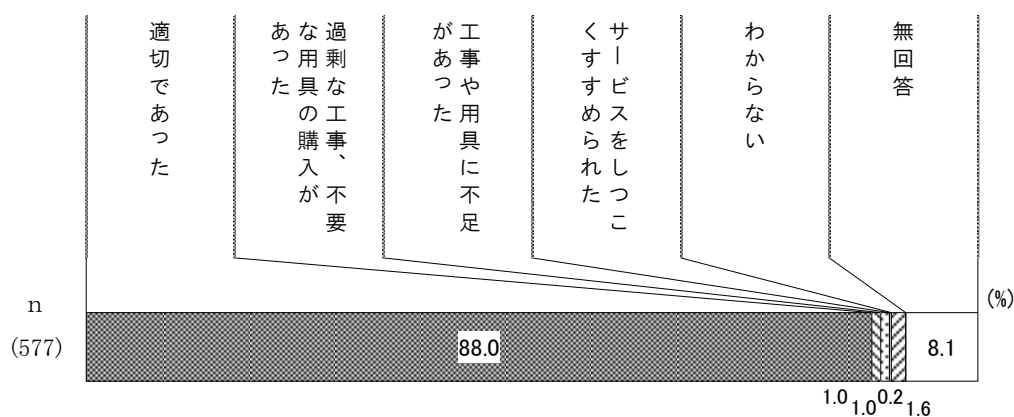 適切であった
過剰な工事、不要
な用具の購入が
あった
工事や用具に不足
があった
サービスをしつこ
くすすめられた
わからない
無回答
(%)
n
(577)
88.0
8.1
1.0
1.0
0.2
1.6